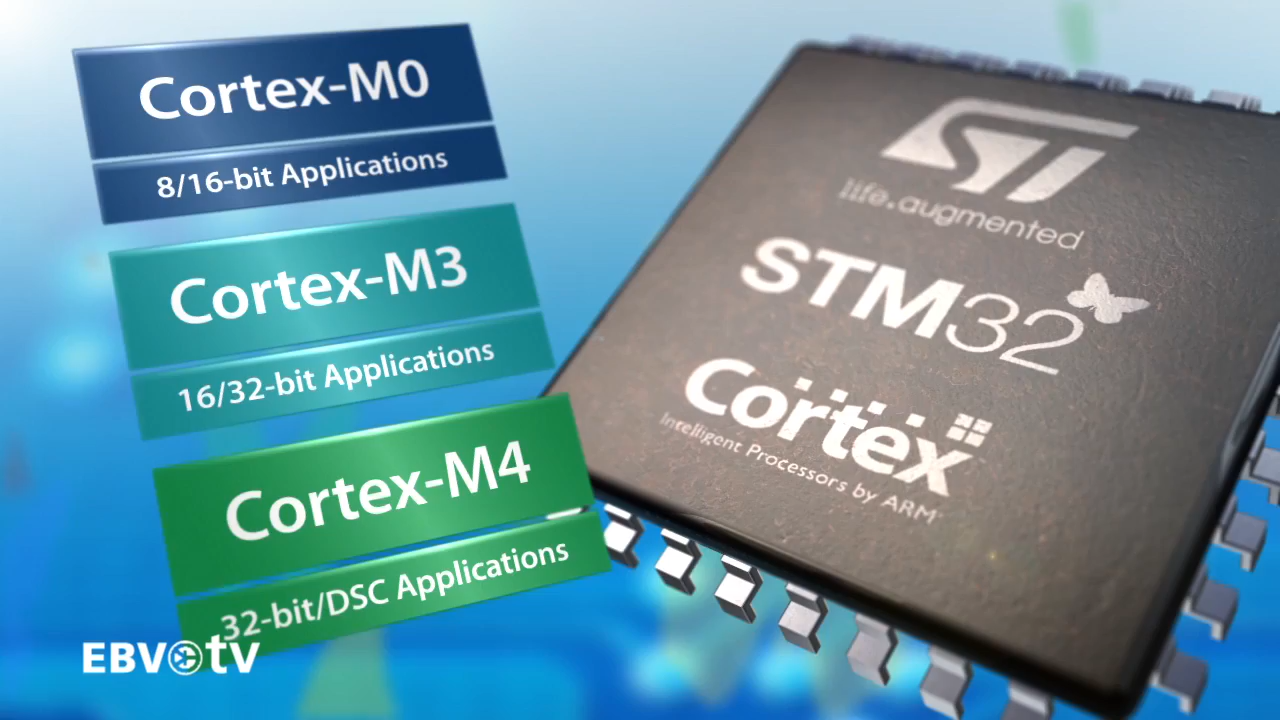 Cortex-M0
8/16-bit Applications
Cortex-M3
16/32-bit Applications
Cortex-M4
32-bit/DSC Applications
EBV tv
ST
life.augmented
STM32
Cortex
Intelligent Processors by ARM